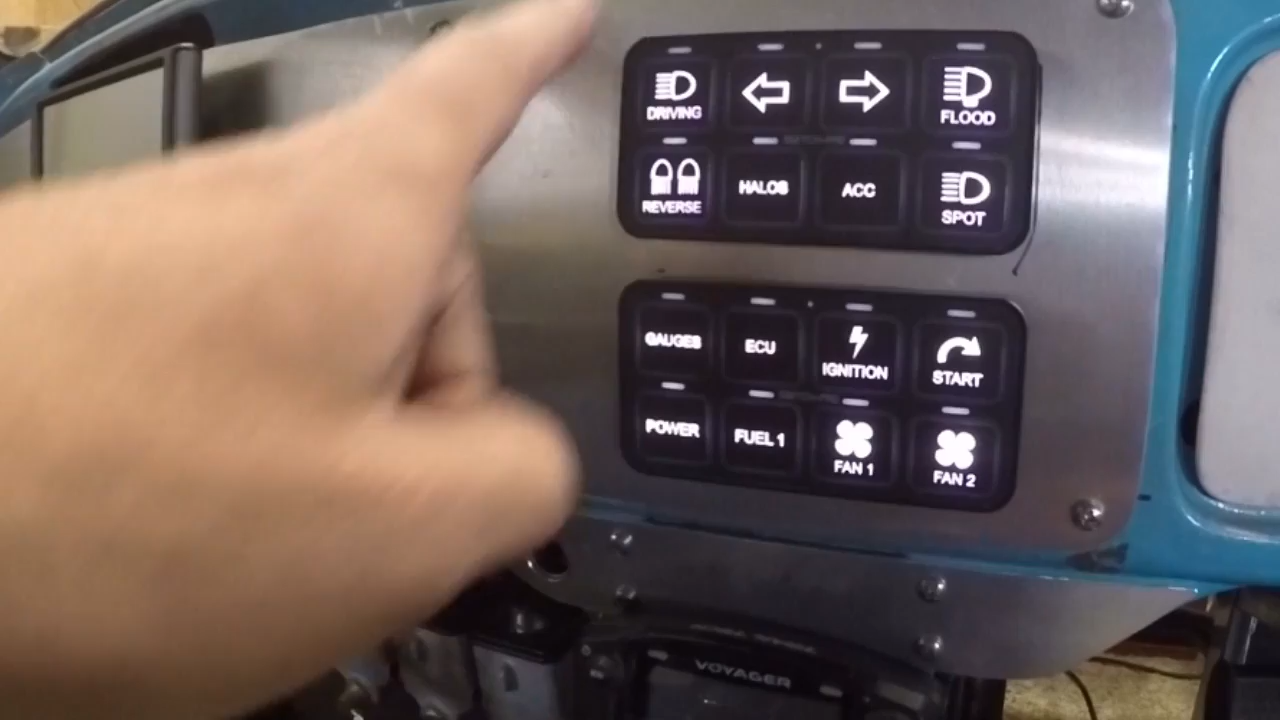 DRIVING
FLOOD
REVERSE
HALOS
ACC
SPOT
GAUGES
ECU
IGNITION
START
POWER
FUEL 1
FAN 1
FAN 2
VOYAGER